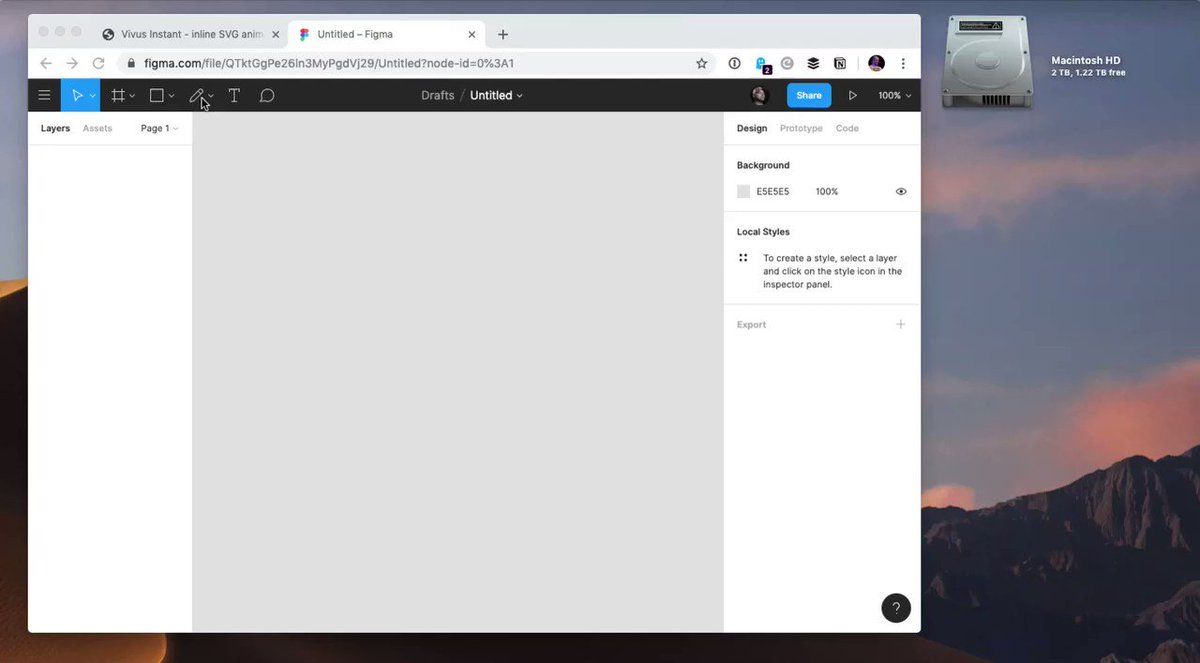 Vivus Instant - inline SVG anim
Untitled – Figma
figma.com/file/QTktGgPe26ln3MyPgdVj29/Untitled?node-id=0%3A1
2
Drafts / Untitled
Share
100%
Layers
Assets
Page 1
Design
Prototype
Code
Background
E5E5E5
100%
Local Styles
To create a style, select a layer
and click on the style icon in the
inspector panel.
Export
?
Macintosh HD
2 TB, 1.22 TB free